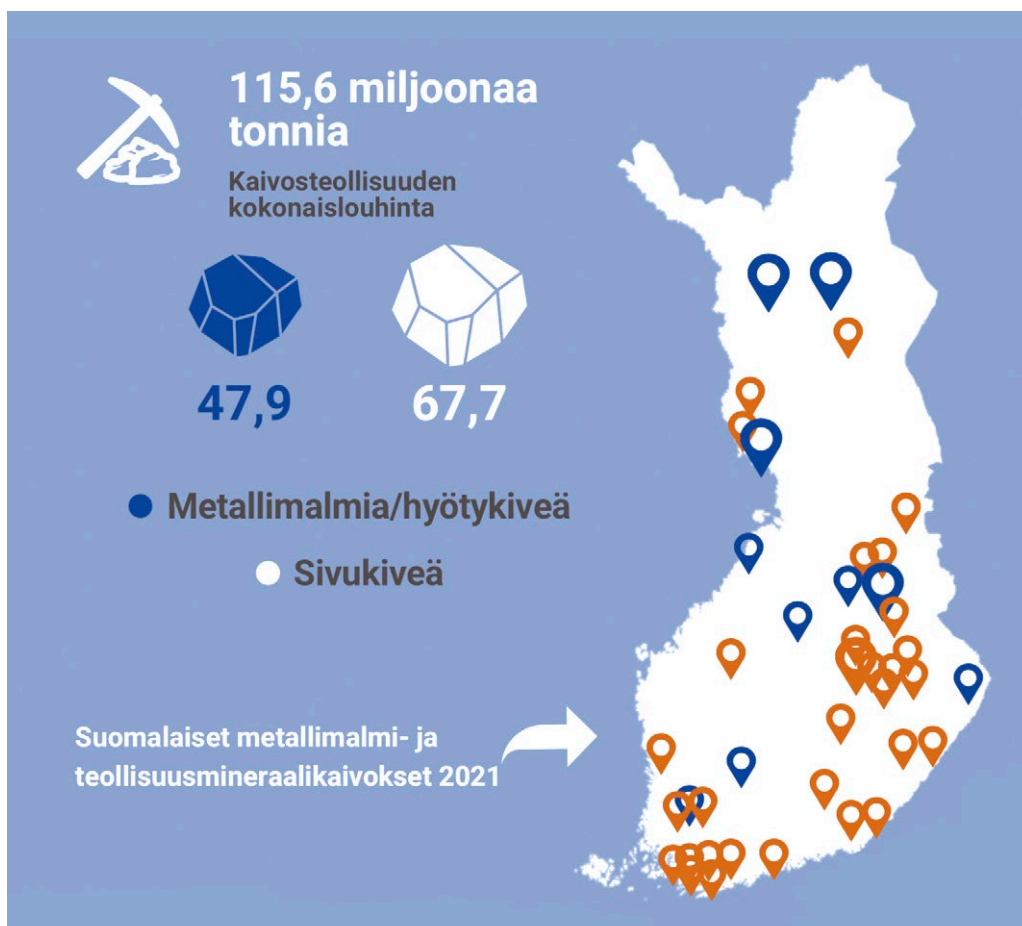 115,6 miljoonaa
tonnia
Kaivosteollisuuden
kokonaislouhinta
47,9
67,7
Metallimalmia/hyötykiveä
Sivukiveä
Suomalaiset metallimalmi- ja
teollisuusmineraalikaivokset 2021